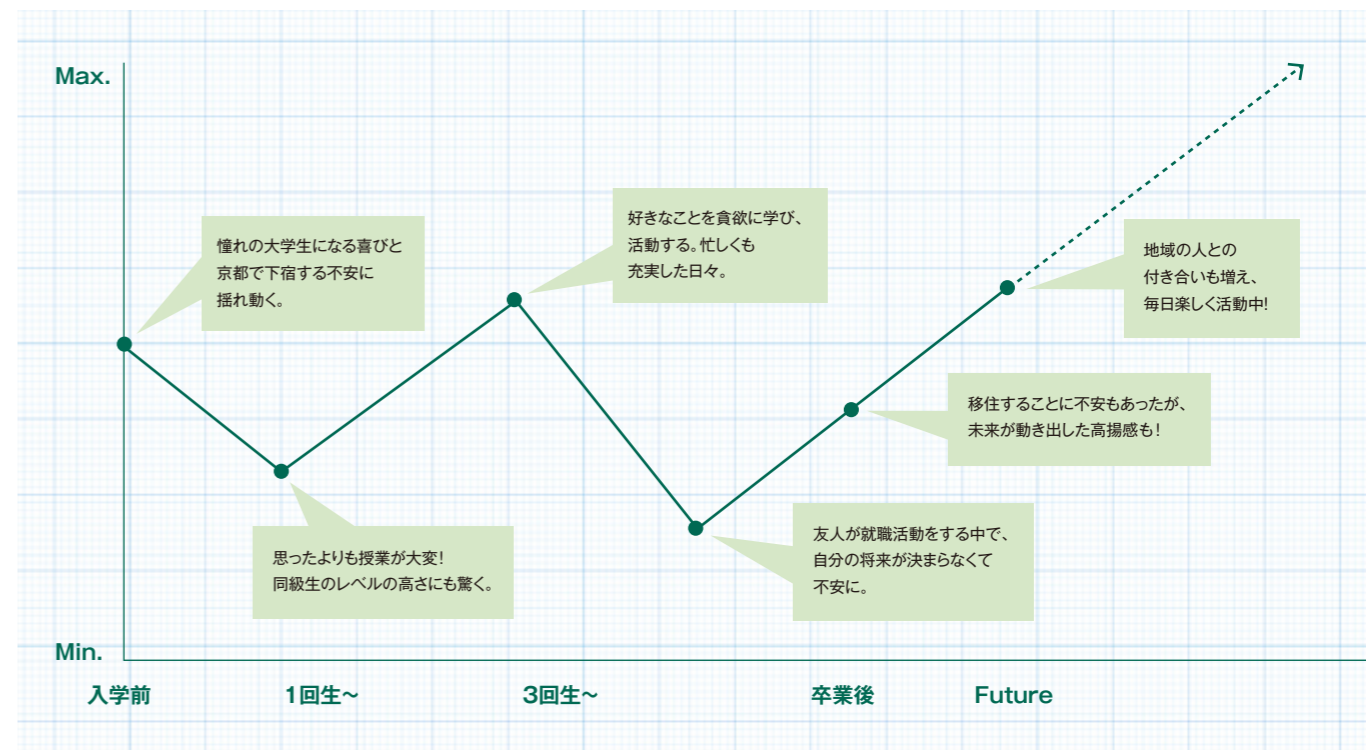 Max.
憧れの大学生になる喜びと
京都で下宿する不安に
揺れ動く。
思ったよりも授業が大変!
同級生のレベルの高さにも驚く。
好きなことを貪欲に学び、
活動する。忙しくも
充実した日々。
友人が就職活動をする中で、
自分の将来が決まらなくて
不安に。
移住することに不安もあったが、
未来が動き出した高揚感も!
地域の人との
付き合いも増え、
毎日楽しく活動中!
Min.
入学前
1回生~
3回生~
卒業後
Future